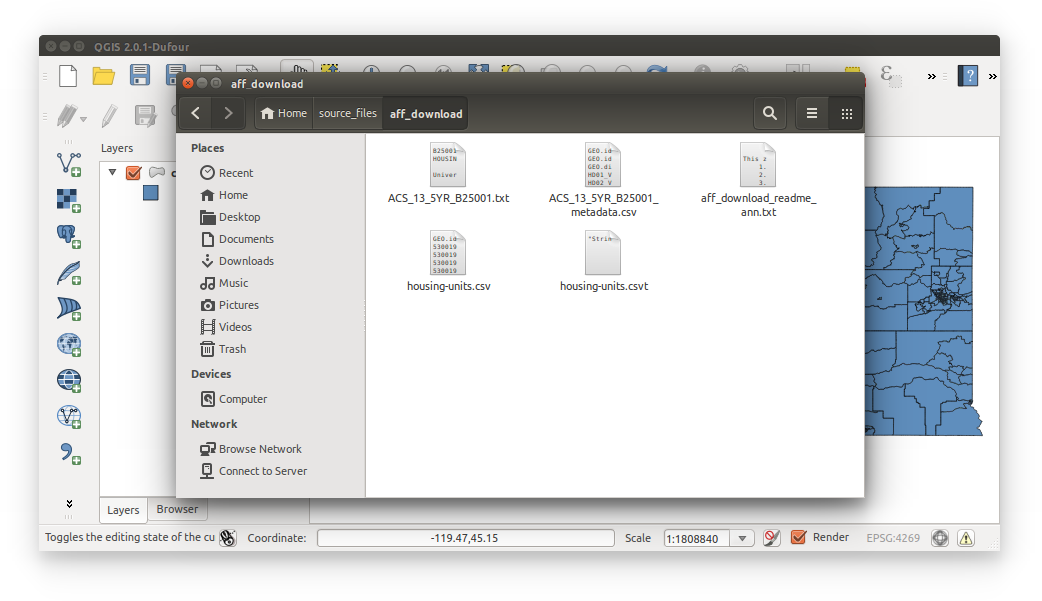 QGIS 2.0.1-Dufour
aff_download
Home
source_files
aff_download
Layers
Places
Recent
Home
Desktop
Documents
Downloads
Music
Pictures
Videos
Trash
Devices
Computer
Network
Browse Network
Connect to Server
B25001
HOUSIN
Univer
ACS_13_5YR_B25001.txt
GEO.id
GEO.id
GEO.di
HD01_V
HD02_V
ACS_13_5YR_B25001_
metadata.csv
This z
1.
2.
3.
aff_download_readme_
ann.txt
GEO.id
530019
530019
530019
530019
housing-units.csv
"Strin
housing-units.csvt
Layers
Browser
Toggles the editing state of the cu
Coordinate:
-119.47,45.15
Scale
1:1808840
Render
EPSG:4269